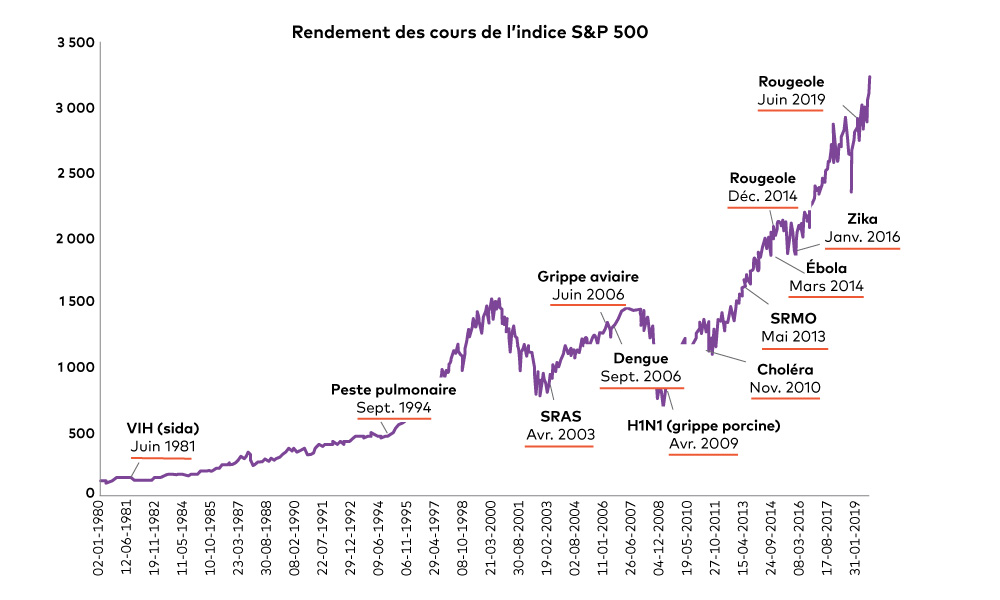 Rendement des cours de l’indice S&P 500
3 500
3 000
2 500
2 000
1 500
1 000
500
0
Rougeole
Juin 2019
Rougeole
Déc. 2014
Zika
Janv. 2016
Ébola
Mars 2014
Grippe aviaire
Juin 2006
SRMO
Mai 2013
Dengue
Sept. 2006
Choléra
Nov. 2010
Peste pulmonaire
Sept. 1994
SRAS
Avr. 2003
H1N1 (grippe porcine)
Avr. 2009
VIH (sida)
Juin 1981
02-01-1980
12-06-1981
19-11-1982
11-05-1984
10-10-1985
23-03-1987
30-08-1988
08-02-1990
22-07-1991
29-12-1992
09-06-1994
06-11-1995
29-04-1997
08-10-1998
21-03-2000
30-08-2001
19-02-2003
02-08-2004
11-01-2006
26-06-2007
04-12-2008
19-05-2010
27-10-2011
15-04-2013
24-09-2014
08-03-2016
17-08-2017
31-01-2019